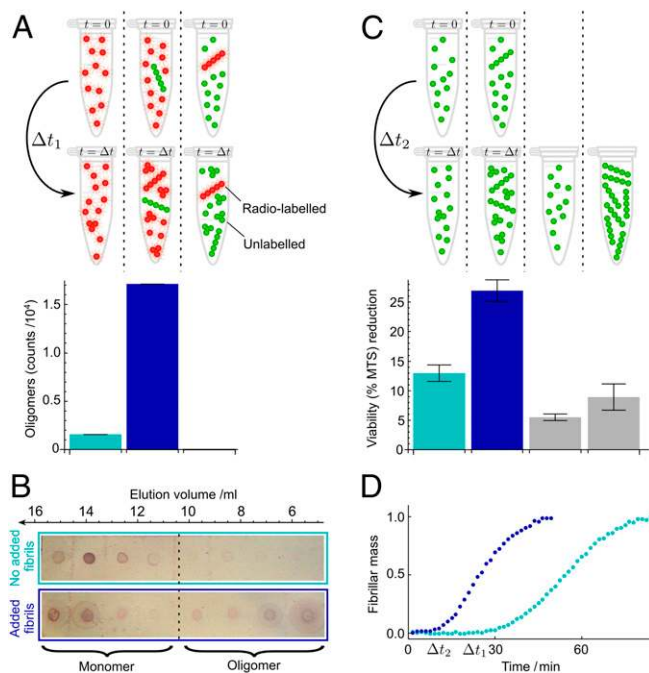 A
t = 0
t = 0
t = 0
Δt1
t = Δt
t = Δt
t = Δt
Radio-labelled
Unlabelled
Oligomers (counts /10⁴)
1.5
1.0
0.5
0
B
Elution volume /ml
16 14 12 10 8 6
No added
fibrils
Added
fibrils
Monomer Oligomer
C
t = 0
t = 0
Δt2
t = Δt
t = Δt
Viability (% MTS) reduction
25
20
15
10
5
0
D
Fibrillar mass
1.0
0.5
0.0
0 Δt2 Δt1 30 60
Time / min